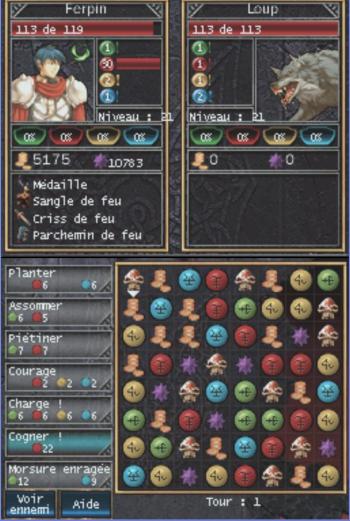 Ferpin
Loup
113 de 119
113 de 113
1
30
2
2
1
1
1
2
Niveau : 21
Niveau : 21
0% 0% 0% 0%
0% 0% 0% 0%
5175 10783
0 0
Médaille
Sangle de feu
Criss de feu
Parchemin de feu
Planter
6 6
Assommer
6 5
Piétiner
7 7
Courage
2 2 2
Charge !
6 6 6 6
Cogner !
22
Morsure enragée
12 9
Voir ennemi
Aide
Tour : 1